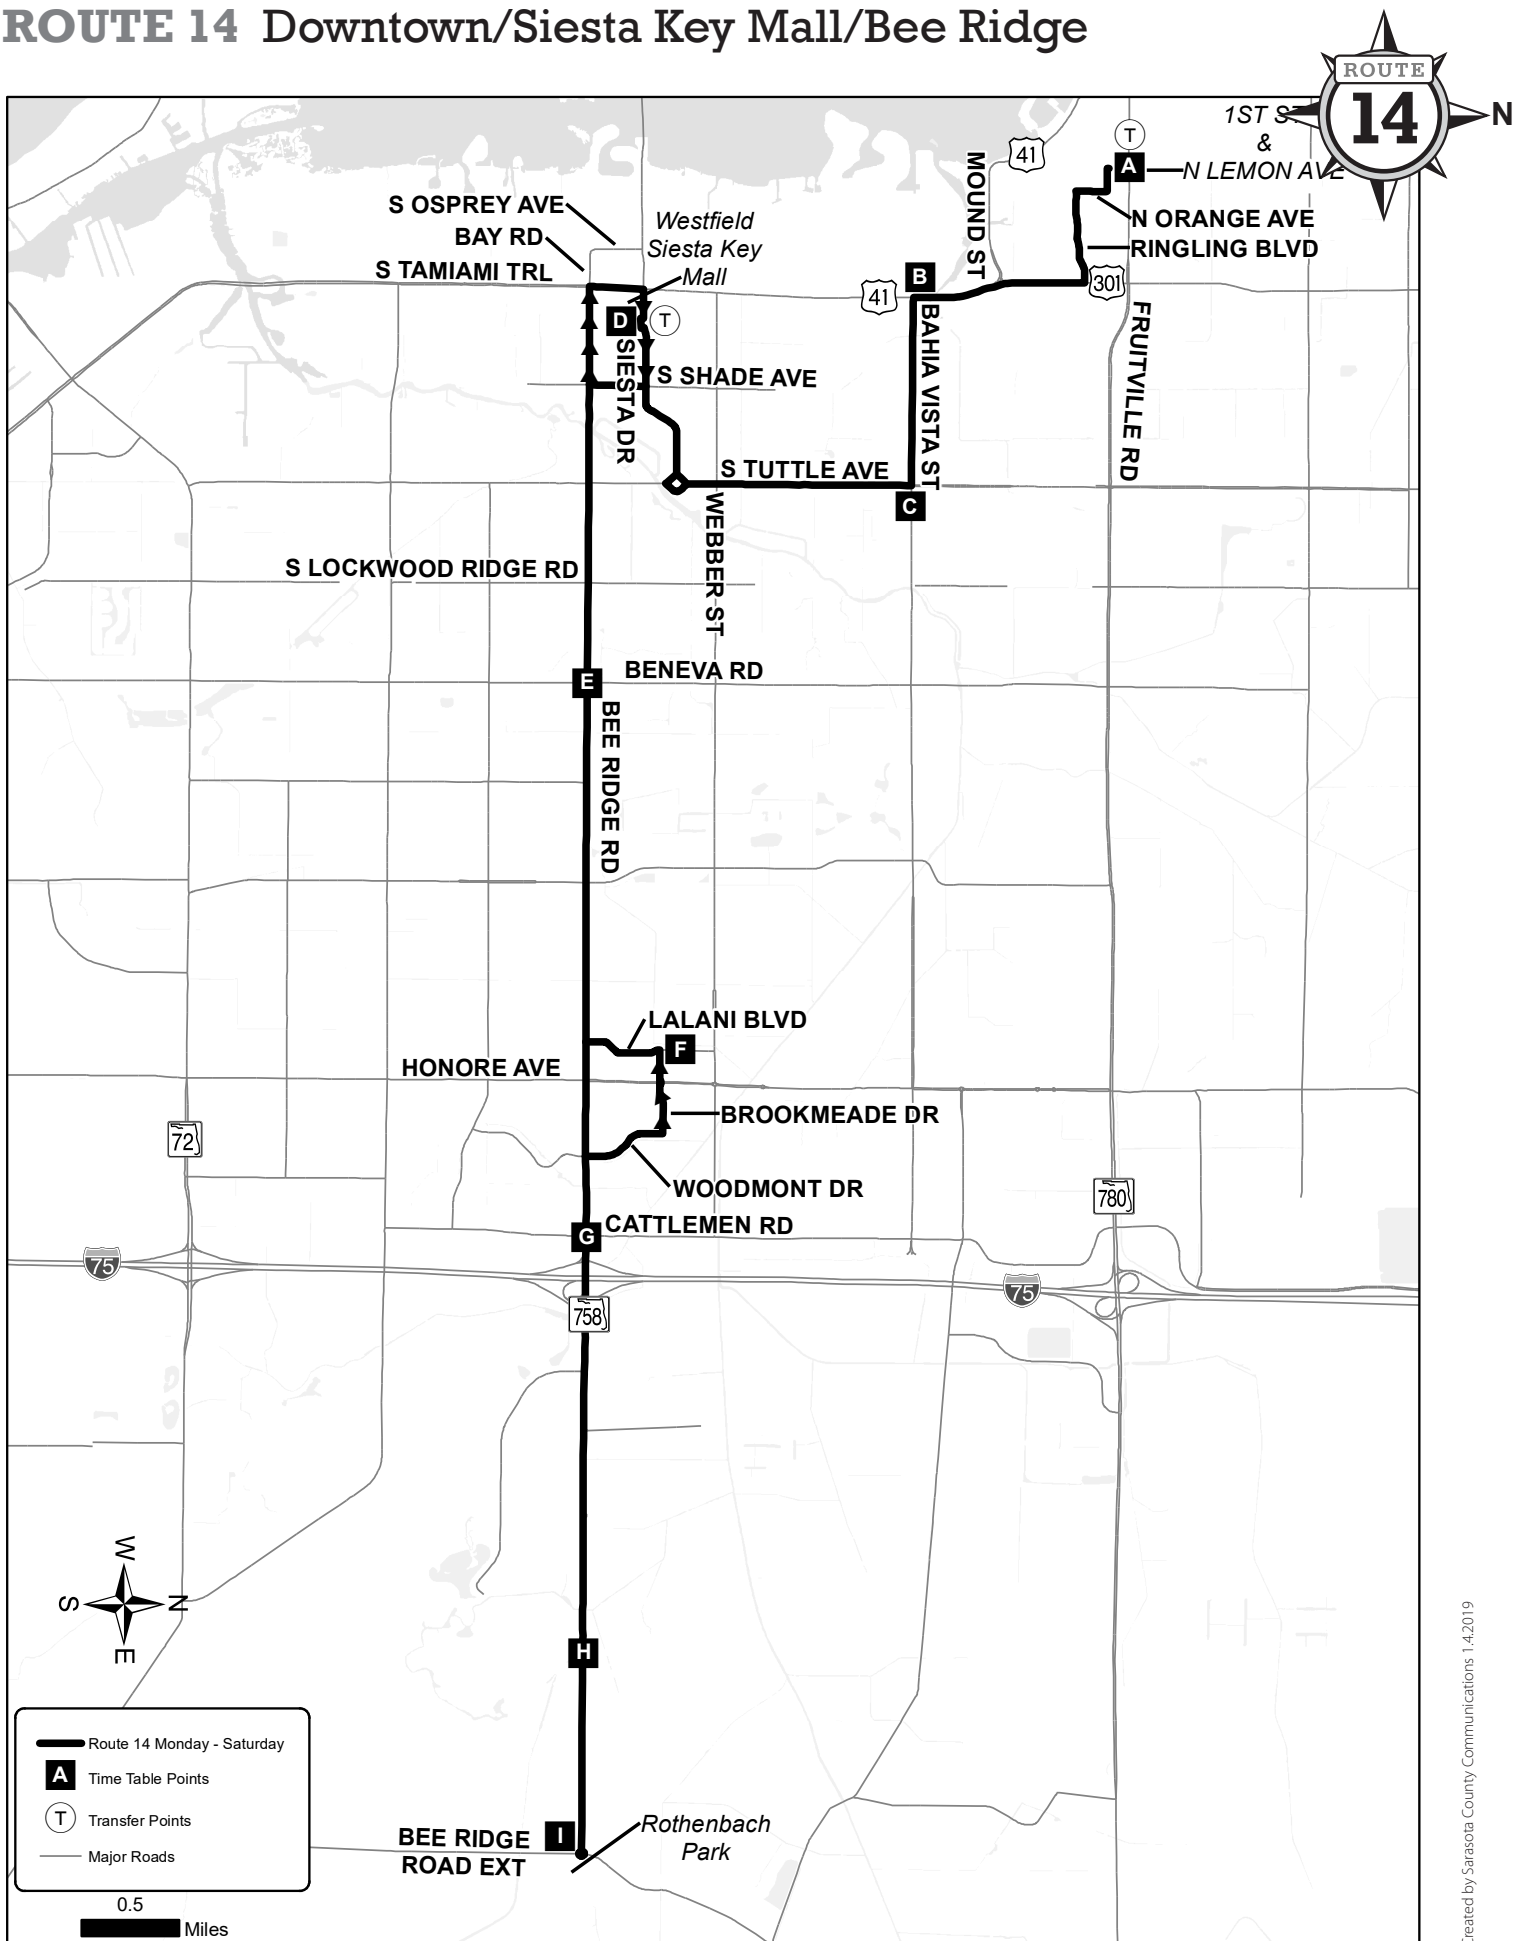 ROUTE 14 Downtown/Siesta Key Mall/Bee Ridge
ROUTE
14
N
1ST ST
&
N LEMON AVE
T
A
41
MOUND ST
N ORANGE AVE
RINGLING BLVD
301
S OSPREY AVE
BAY RD
S TAMIAMI TRL
Westfield
Siesta Key
Mall
B
41
D
T
SIESTA DR
S SHADE AVE
BAHIA VISTA ST
FRUITVILLE RD
S TUTTLE AVE
C
WEBBER ST
S LOCKWOOD RIDGE RD
E
BENEVA RD
BEE RIDGE RD
LALANI BLVD
F
HONORE AVE
BROOKMEADE DR
72
WOODMONT DR
780
CATTLEMEN RD
G
75
75
758
W
S
N
E
H
Route 14 Monday - Saturday
A
Time Table Points
T
Transfer Points
Major Roads
0.5
Miles
BEE RIDGE
ROAD EXT
I
Rothenbach
Park
Created by Sarasota County Communications 1.4.2019